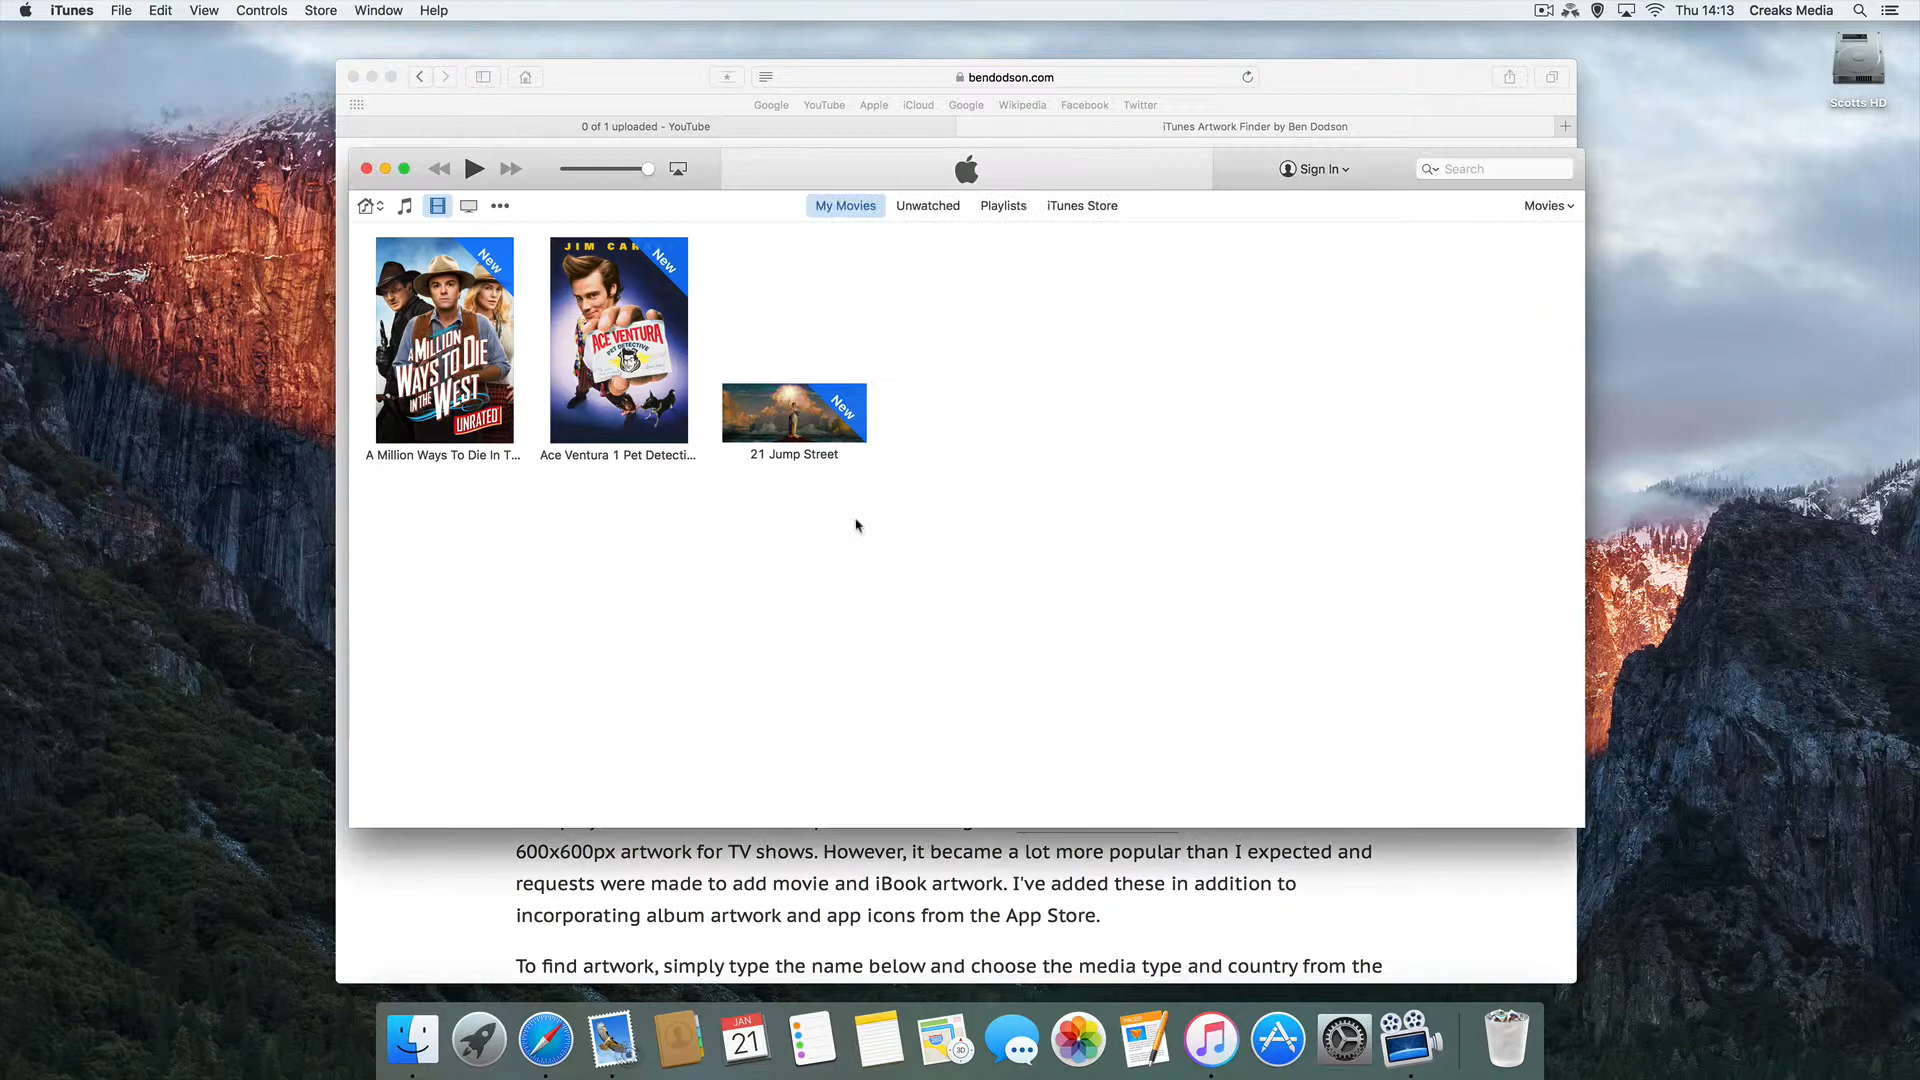 iTunes File Edit View Controls Store Window Help
Thu 14:13 Creaks Media
Scotts HD
bendodson.com
Google YouTube Apple iCloud Google Wikipedia Facebook Twitter
0 of 1 uploaded - YouTube
iTunes Artwork Finder by Ben Dodson
Sign In
Search
My Movies Unwatched Playlists iTunes Store
Movies
New
A MILLION
WAYS TO DIE
IN THE
WEST
UNRATED
JIM
New
ACE VENTURA
PET DETECTIVE
New
A Million Ways To Die In T...
Ace Ventura 1 Pet Detecti...
21 Jump Street
600x600px artwork for TV shows. However, it became a lot more popular than I expected and
requests were made to add movie and iBook artwork. I've added these in addition to
incorporating album artwork and app icons from the App Store.
To find artwork, simply type the name below and choose the media type and country from the
JAN
21
PAGES
3D